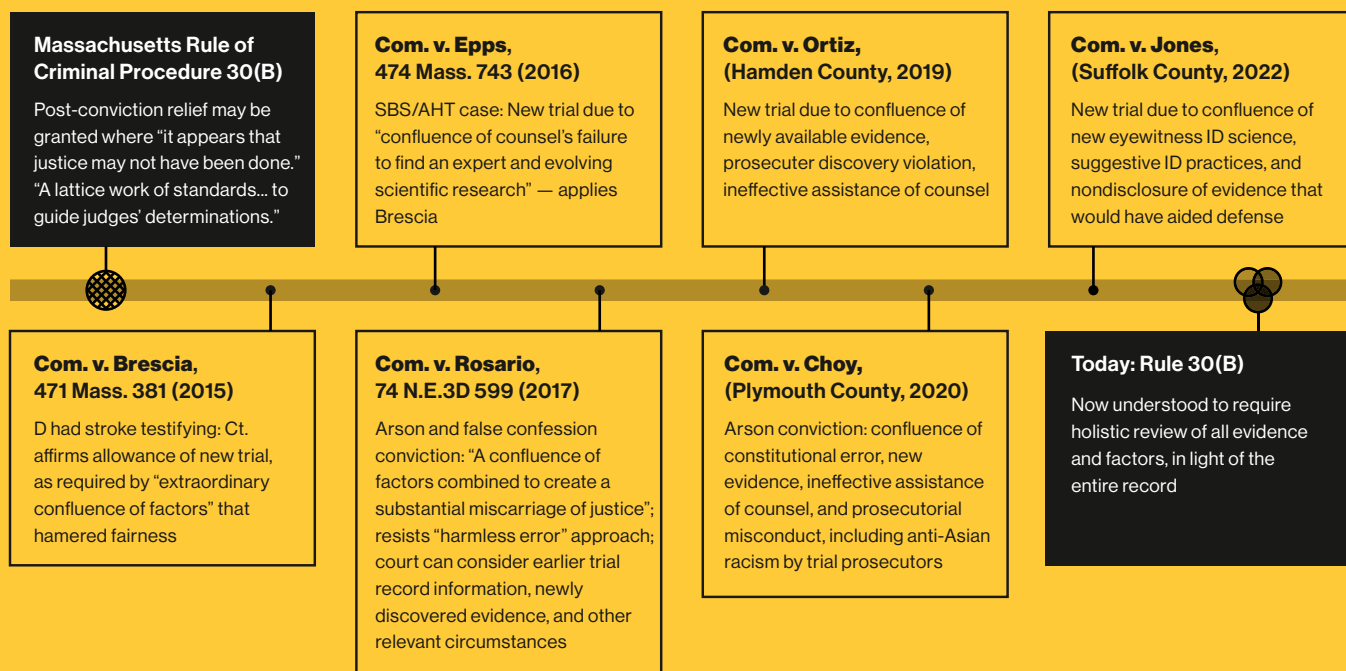 Massachusetts Rule of
Criminal Procedure 30(B)
Post-conviction relief may be
granted where “it appears that
justice may not have been done.”
“A lattice work of standards... to
guide judges’ determinations.”
Com. v. Brescia,
471 Mass. 381 (2015)
D had stroke testifying: Ct.
affirms allowance of new trial,
as required by “extraordinary
confluence of factors” that
hamered fairness
Com. v. Epps,
474 Mass. 743 (2016)
SBS/AHT case: New trial due to
“confluence of counsel’s failure
to find an expert and evolving
scientific research” — applies
Brescia
Com. v. Rosario,
74 N.E.3D 599 (2017)
Arson and false confession
conviction: “A confluence of
factors combined to create a
substantial miscarriage of justice”;
resists “harmless error” approach;
court can consider earlier trial
record information, newly
discovered evidence, and other
relevant circumstances
Com. v. Ortiz,
(Hamden County, 2019)
New trial due to confluence of
newly available evidence,
prosecuter discovery violation,
ineffective assistance of counsel
Com. v. Choy,
(Plymouth County, 2020)
Arson conviction: confluence of
constitutional error, new
evidence, ineffective assistance
of counsel, and prosecutorial
misconduct, including anti-Asian
racism by trial prosecutors
Com. v. Jones,
(Suffolk County, 2022)
New trial due to confluence of
new eyewitness ID science,
suggestive ID practices, and
nondisclosure of evidence that
would have aided defense
Today: Rule 30(B)
Now understood to require
holistic review of all evidence
and factors, in light of the
entire record